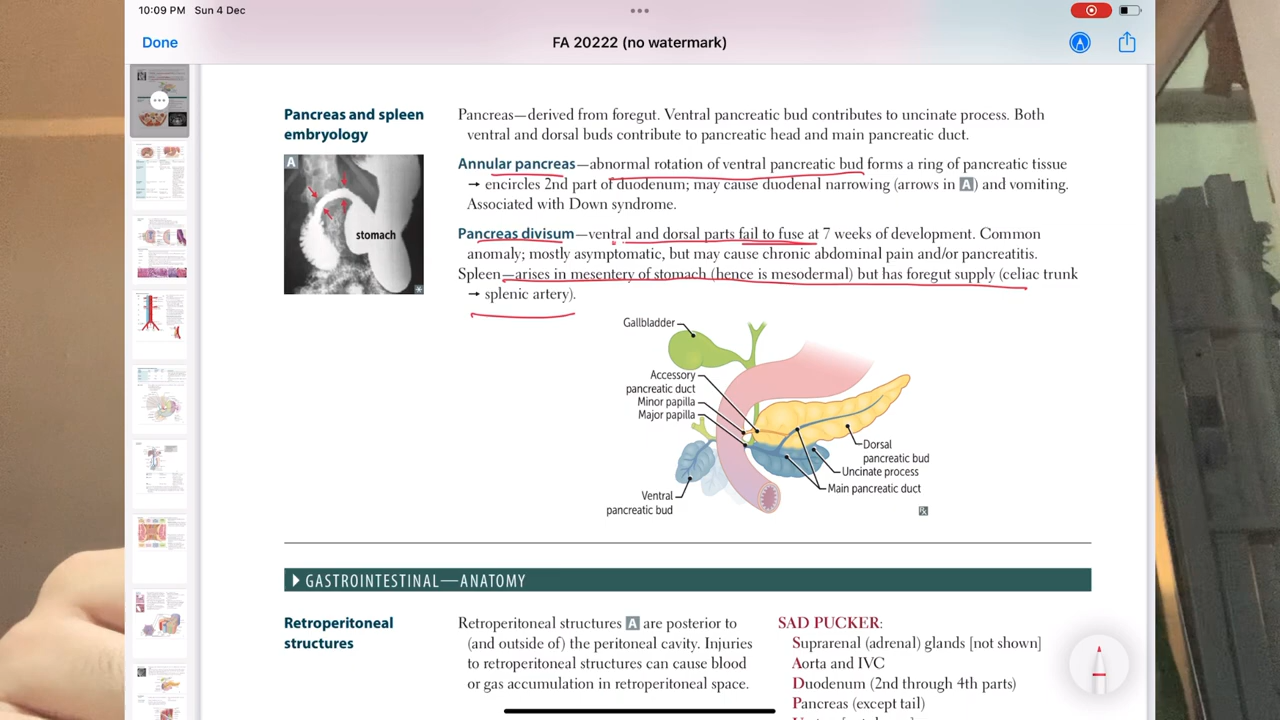 10:09 PM Sun 4 Dec
Done
FA 20222 (no watermark)
Pancreas and spleen
embryology
Pancreas—derived from foregut. Ventral pancreatic bud contributes to uncinate process. Both
ventral and dorsal buds contribute to pancreatic head and main pancreatic duct.
Annular pancreas—abnormal rotation of ventral pancreatic bud forms a ring of pancreatic tissue
→ encircles 2nd part of duodenum; may cause duodenal narrowing (arrows in A) and vomiting.
Associated with Down syndrome.
Pancreas divisum—ventral and dorsal parts fail to fuse at 7 weeks of development. Common
anomaly; mostly asymptomatic, but may cause chronic abdominal pain and/or pancreatitis.
Spleen—arises in mesentery of stomach (hence is mesodermal) but has foregut supply (celiac trunk
→ splenic artery).
A
stomach
Gallbladder
Accessory
pancreatic duct
Minor papilla
Major papilla
Ventral
pancreatic bud
Dorsal
pancreatic bud
Uncinate process
Main pancreatic duct
GASTROINTESTINAL—ANATOMY
Retroperitoneal
structures
Retroperitoneal structures A are posterior to
(and outside of) the peritoneal cavity. Injuries
to retroperitoneal structures can cause blood
or gas accumulation in retroperitoneal space.
SAD PUCKER:
Suprarenal (adrenal) glands [not shown]
Aorta and IVC
Duodenum (2nd through 4th parts)
Pancreas (except tail)